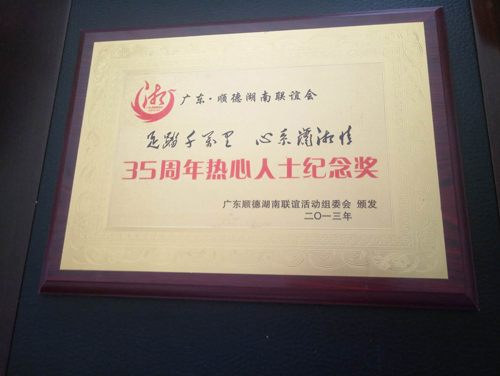 湘
广东·顺德湖南联谊会
足踏千万里 心系潇湘情
35周年热心人士纪念奖
广东顺德湖南联谊活动组委会 颁发
二〇一三年